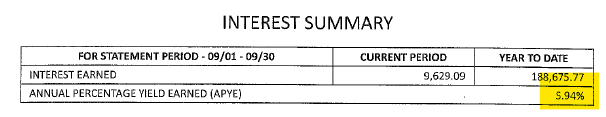 INTEREST SUMMARY
FOR STATEMENT PERIOD - 09/01 - 09/30 CURRENT PERIOD YEAR TO DATE
INTEREST EARNED 9,629.09 188,675.77
ANNUAL PERCENTAGE YIELD EARNED (APYE) 5.94%